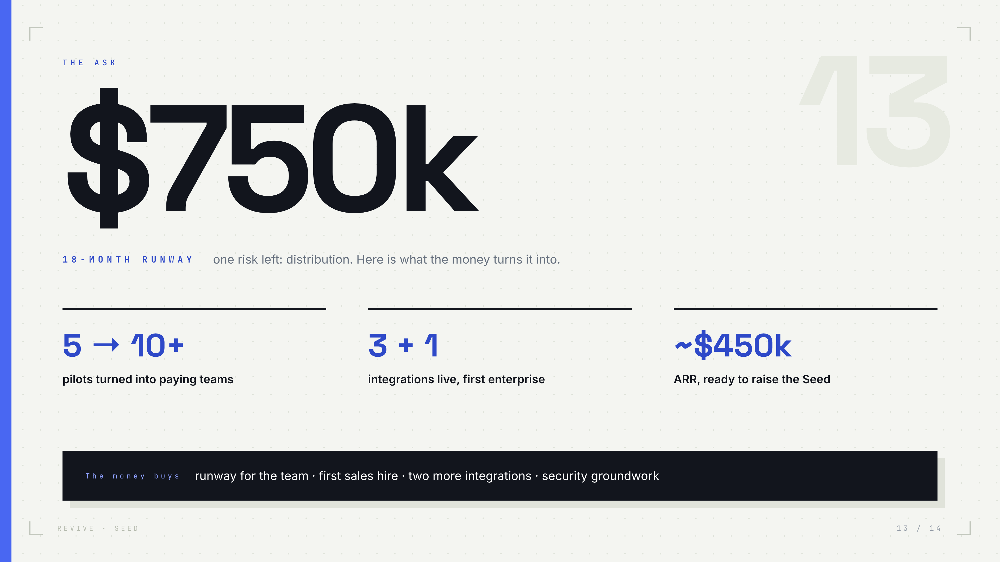 THE ASK
13
$750k
18-MONTH RUNWAY one risk left: distribution. Here is what the money turns it into.
5 → 10+
pilots turned into paying teams
3 + 1
integrations live, first enterprise
~$450k
ARR, ready to raise the Seed
The money buys runway for the team · first sales hire · two more integrations · security groundwork
REVIVE · SEED
13 / 14